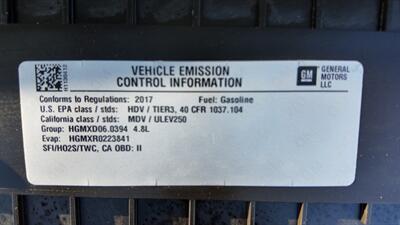 VEHICLE EMISSION
CONTROL INFORMATION
GM
GENERAL
MOTORS
LLC
Conforms to Regulations: 2017 Fuel: Gasoline
U.S. EPA class / stds: HDV / TIER3, 40 CFR 1037.104
California class / stds: MDV / ULEV250
Group: HGMXD06.0394 4.8L
Evap: HGMXR0223841
SFI/HO2S/TWC, CA OBD: II